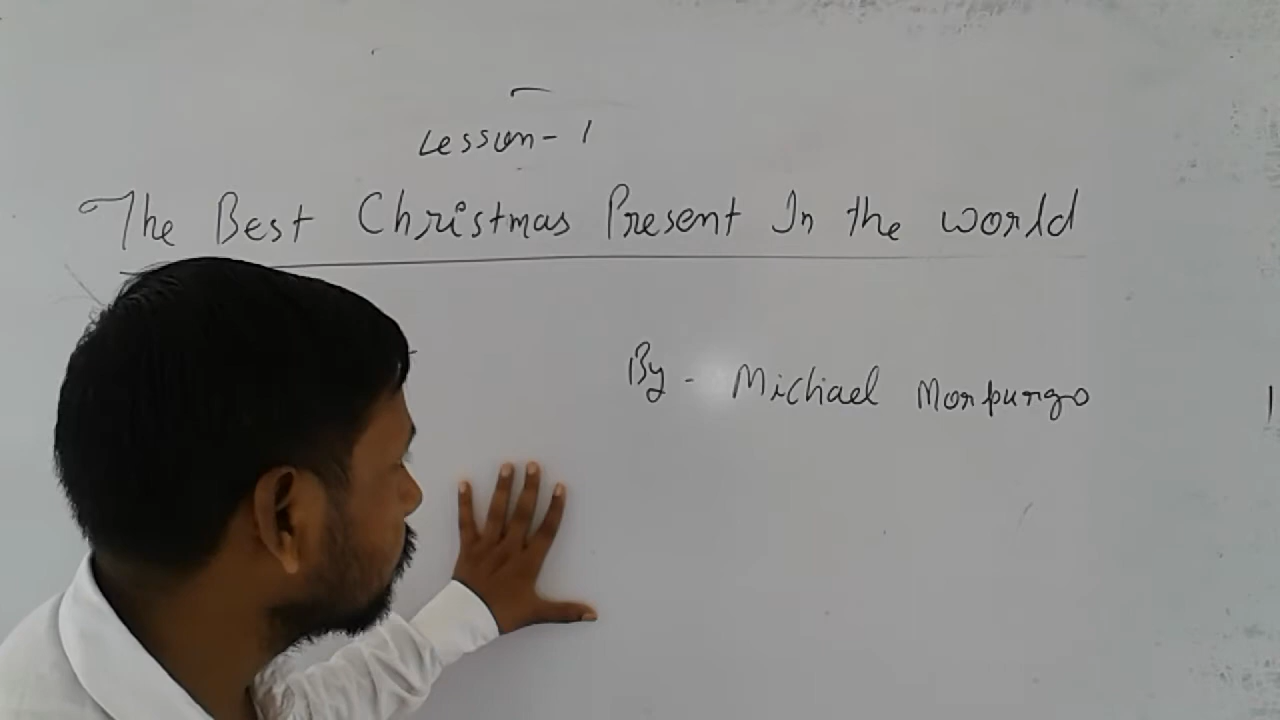 Lesson- 1
The Best Christmas Present In the world
By - Michael Morpurgo